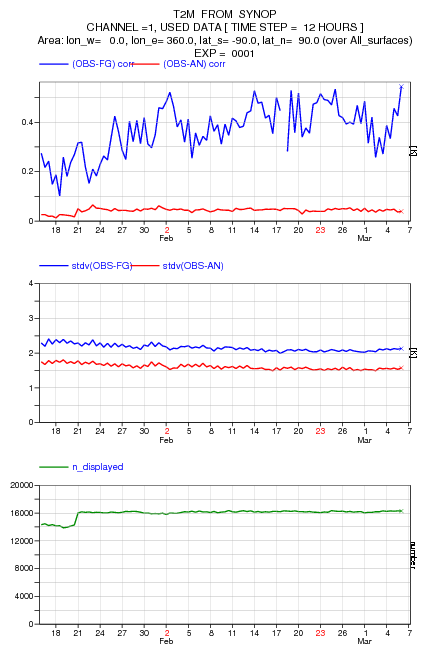 T2M FROM SYNOP
CHANNEL =1, USED DATA [ TIME STEP = 12 HOURS ]
Area: lon_w= 0.0, lon_e= 360.0, lat_s= -90.0, lat_n= 90.0 (over All_surfaces)
EXP = 0001
(OBS-FG) corr (OBS-AN) corr
0.4
0.2
0
[K]
18 21 24 27 30 2 5 8 11 14 17 20 23 26 1 4 7
Feb Mar
stdv(OBS-FG) stdv(OBS-AN)
4
3
2
1
0
[K]
18 21 24 27 30 2 5 8 11 14 17 20 23 26 1 4 7
Feb Mar
n_displayed
20000
16000
12000
8000
4000
0
number
18 21 24 27 30 2 5 8 11 14 17 20 23 26 1 4 7
Feb Mar